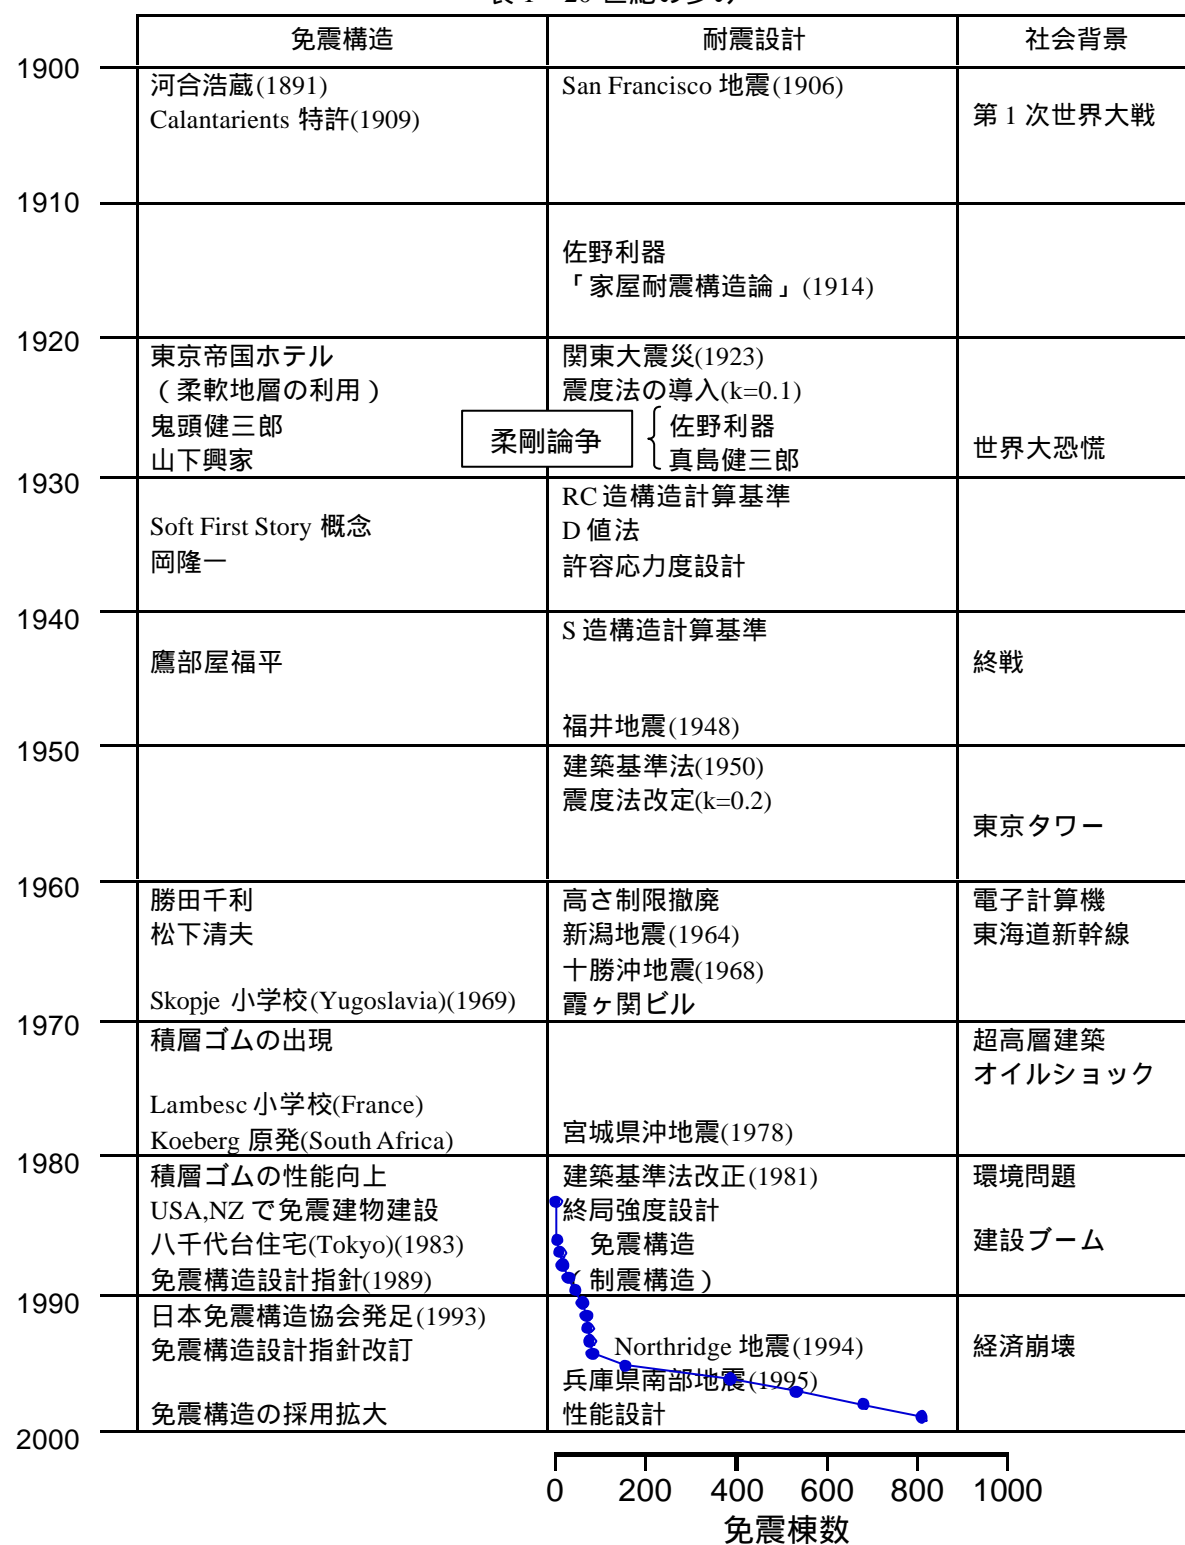 表 1 20 世紀の歩み
免震構造 耐震設計 社会背景
1900
河合浩蔵(1891)
Calantarients 特許(1909)
San Francisco 地震(1906)
第 1 次世界大戦
1910
佐野利器
「家屋耐震構造論」(1914)
1920
東京帝国ホテル
（柔軟地層の利用）
鬼頭健三郎
山下興家
関東大震災(1923)
震度法の導入(k=0.1)
柔剛論争
佐野利器
真島健三郎
世界大恐慌
1930
Soft First Story 概念
岡隆一
RC 造構造計算基準
D 値法
許容応力度設計
1940
鷹部屋福平
S 造構造計算基準
福井地震(1948)
終戦
1950
建築基準法(1950)
震度法改定(k=0.2)
東京タワー
1960
勝田千利
松下清夫
Skopje 小学校(Yugoslavia)(1969)
高さ制限撤廃
新潟地震(1964)
十勝沖地震(1968)
霞ヶ関ビル
電子計算機
東海道新幹線
1970
積層ゴムの出現
Lambesc 小学校(France)
Koeberg 原発(South Africa)
宮城県沖地震(1978)
超高層建築
オイルショック
1980
積層ゴムの性能向上
USA,NZ で免震建物建設
八千代台住宅(Tokyo)(1983)
免震構造設計指針(1989)
建築基準法改正(1981)
終局強度設計
免震構造
（制震構造）
環境問題
建設ブーム
1990
日本免震構造協会発足(1993)
免震構造設計指針改訂
免震構造の採用拡大
Northridge 地震(1994)
兵庫県南部地震(1995)
性能設計
経済崩壊
2000
0 200 400 600 800 1000
免震棟数